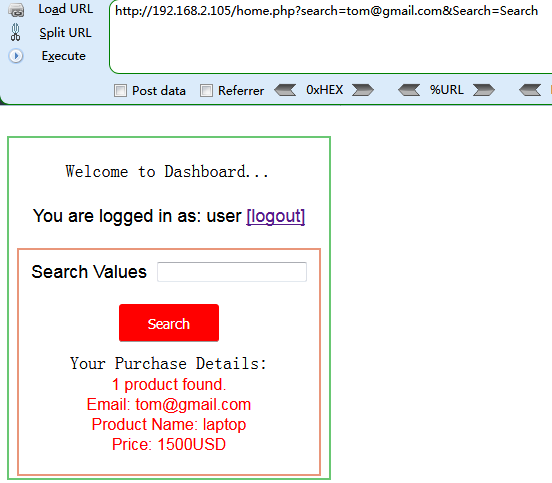 Load URL
http://192.168.2.105/home.php?search=tom@gmail.com&Search=Search
Split URL
Execute
Post data Referrer 0xHEX %URL
Welcome to Dashboard...
You are logged in as: user [logout]
Search Values
Search
Your Purchase Details:
1 product found.
Email: tom@gmail.com
Product Name: laptop
Price: 1500USD